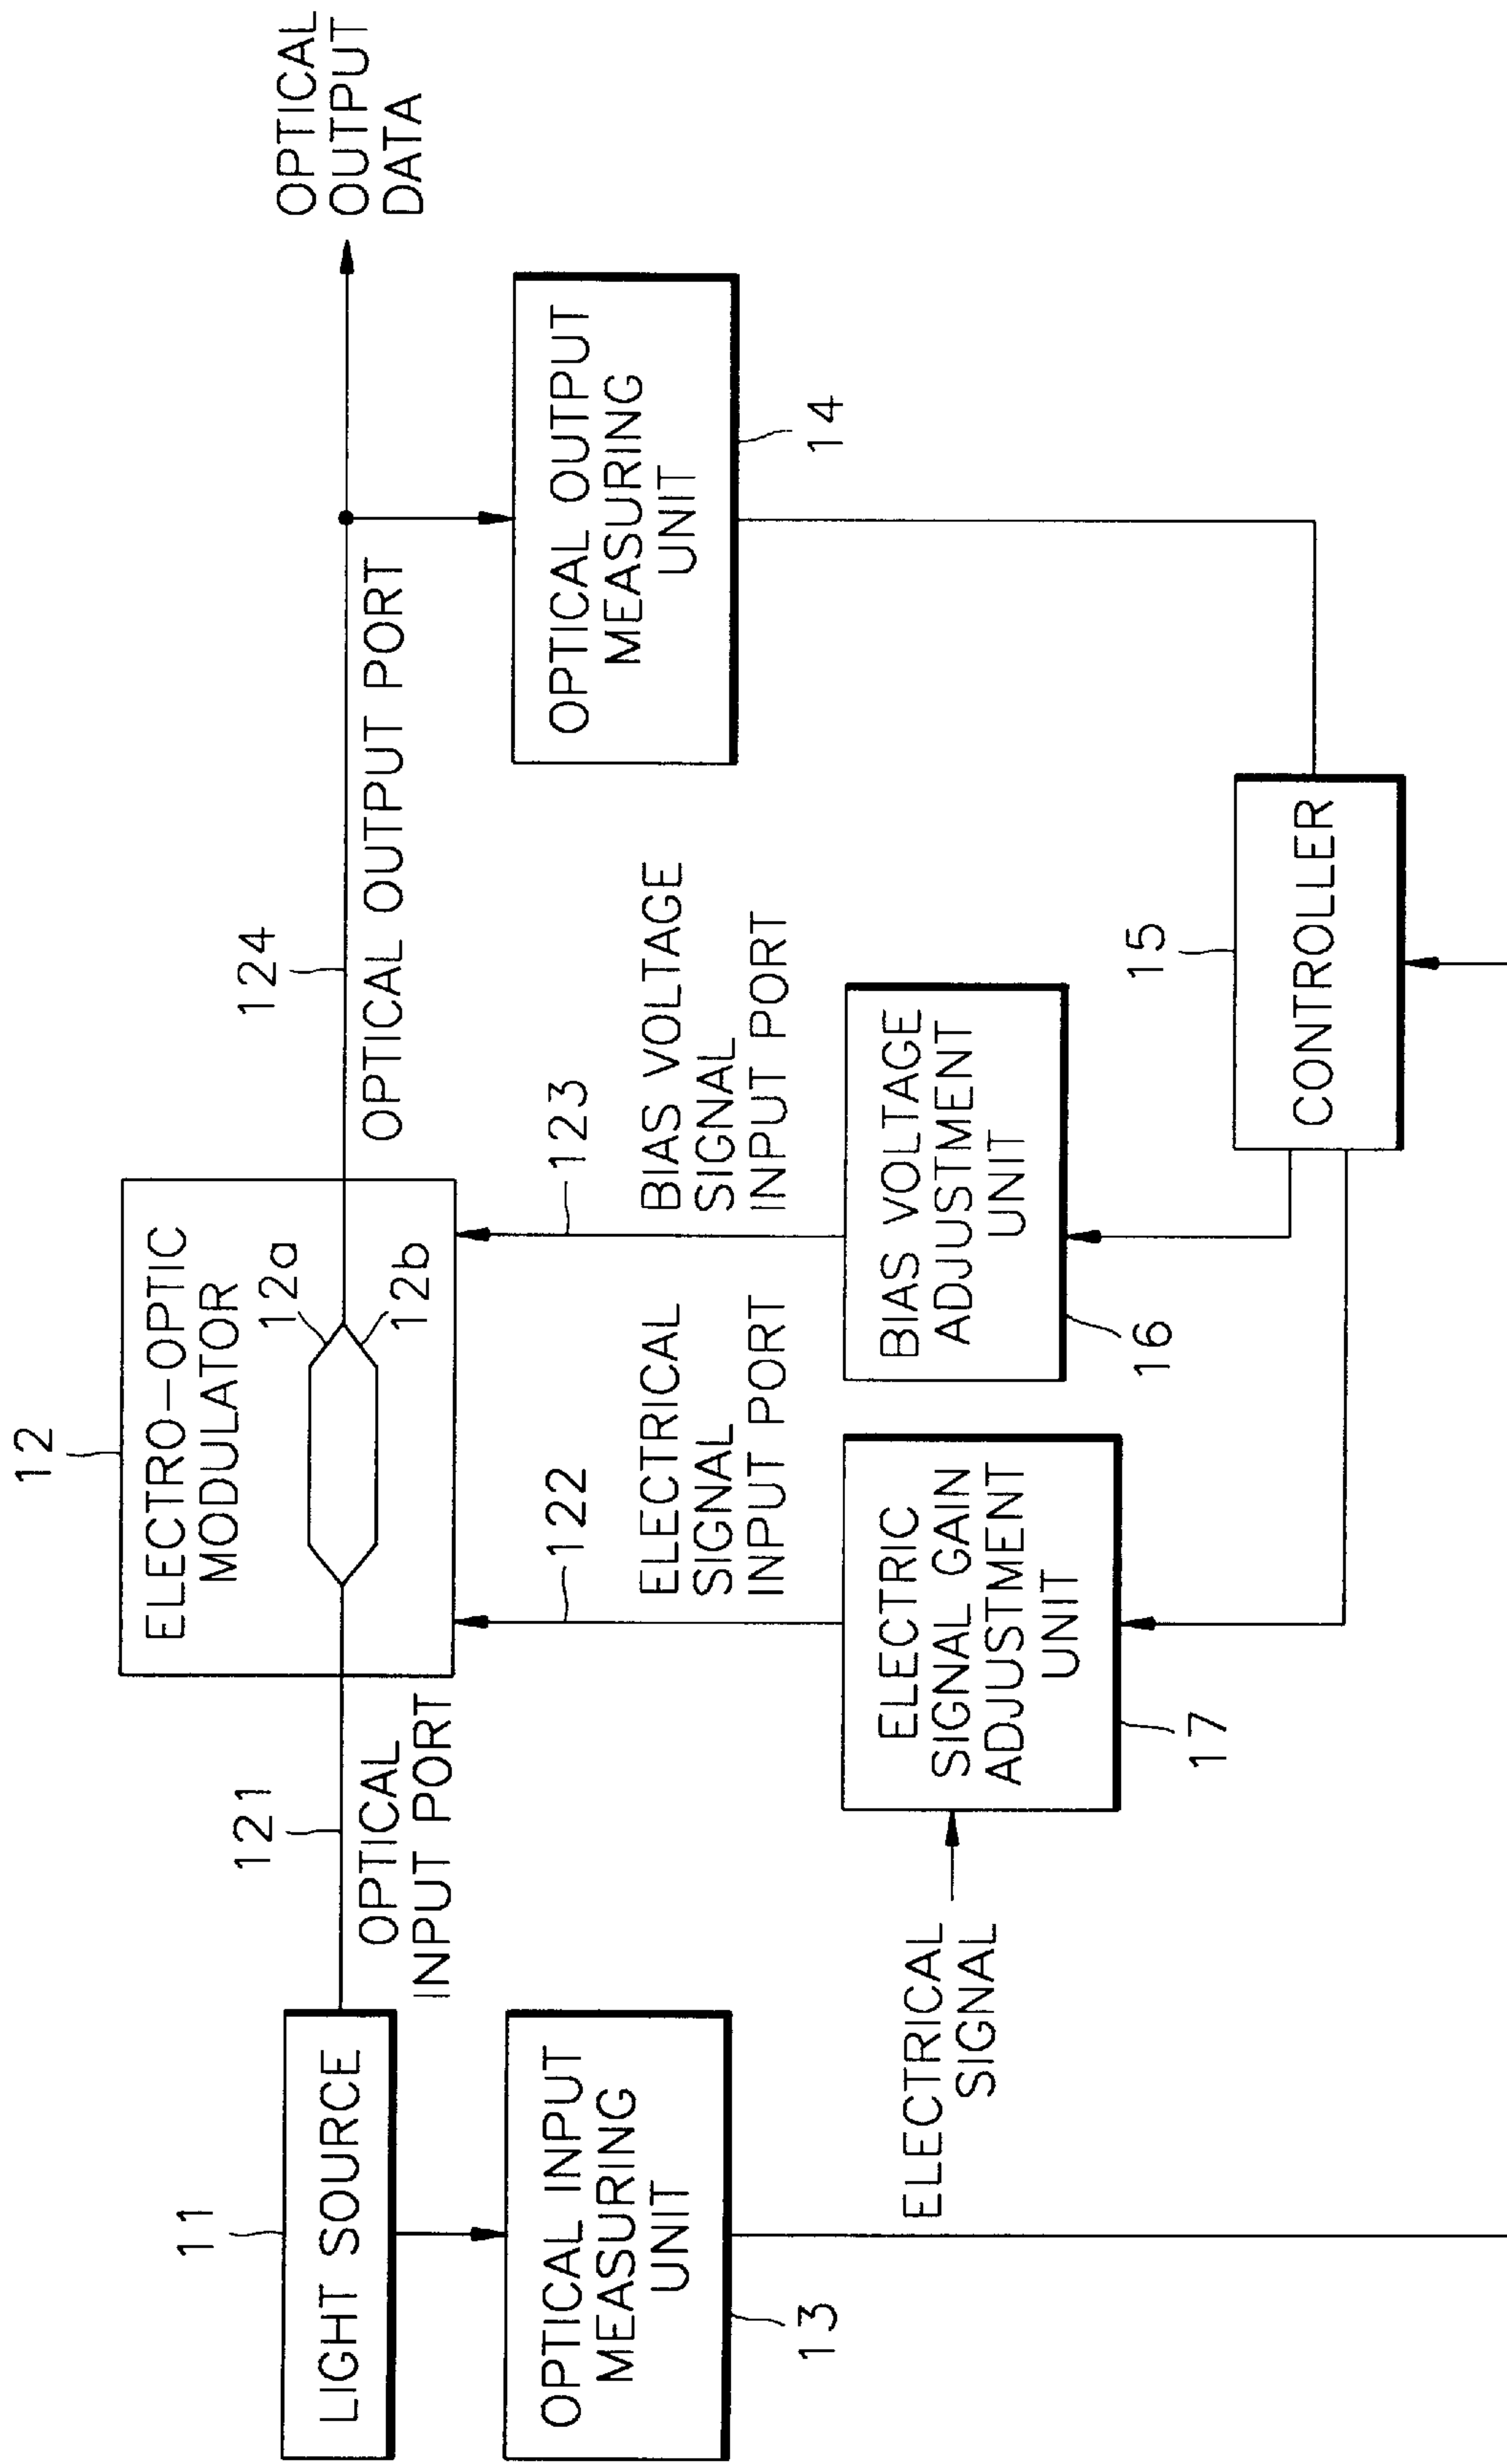 12
ELECTRO-OPTIC
MODULATOR
12a
12b
11
LIGHT SOURCE
121
OPTICAL
INPUT PORT
124
OPTICAL OUTPUT PORT
OPTICAL
OUTPUT
DATA
OPTICAL INPUT
MEASURING
UNIT
13
122
ELECTRICAL
SIGNAL
INPUT PORT
123
BIAS VOLTAGE
SIGNAL
INPUT PORT
OPTICAL OUTPUT
MEASURING
UNIT
14
ELECTRICAL
SIGNAL
ELECTRIC
SIGNAL GAIN
ADJUSTMENT
UNIT
17
BIAS VOLTAGE
ADJUSTMENT
UNIT
16
15
CONTROLLER